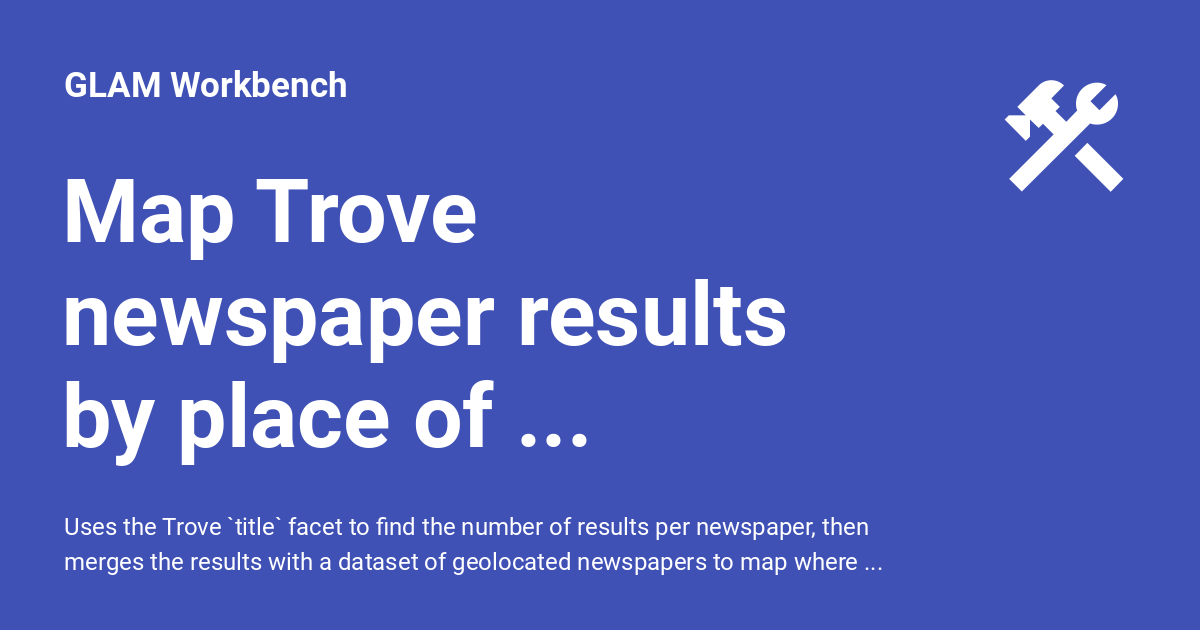 GLAM Workbench
Map Trove
newspaper results
by place of ...
Uses the Trove `title` facet to find the number of results per newspaper, then
merges the results with a dataset of geolocated newspapers to map where ...